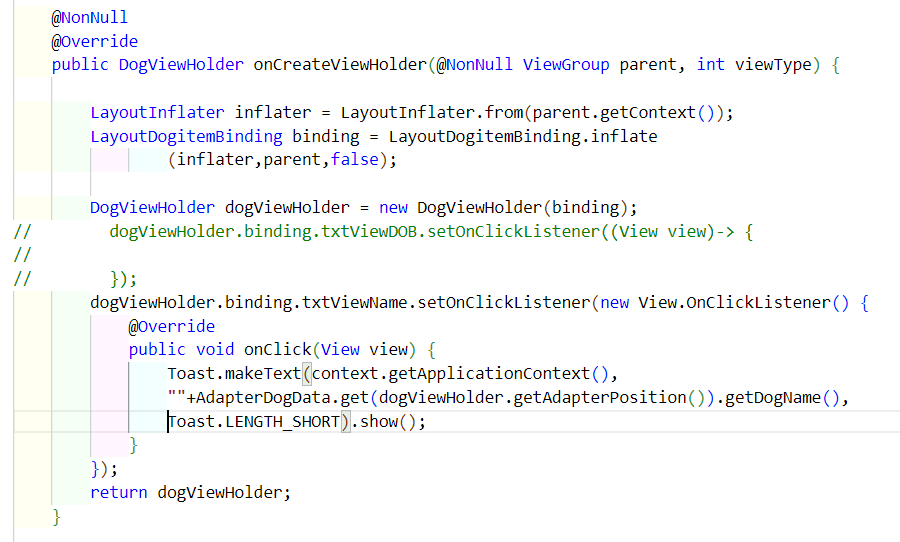 @NonNull
@Override
public DogViewHolder onCreateViewHolder(@NonNull ViewGroup parent, int viewType) {
LayoutInflater inflater = LayoutInflater.from(parent.getContext());
LayoutDogitemBinding binding = LayoutDogitemBinding.inflate
(inflater,parent,false);
DogViewHolder dogViewHolder = new DogViewHolder(binding);
//        dogViewHolder.binding.txtViewDOB.setOnClickListener((View view)-> {
//
//        });
dogViewHolder.binding.txtViewName.setOnClickListener(new View.OnClickListener() {
@Override
public void onClick(View view) {
Toast.makeText(context.getApplicationContext(),
""+AdapterDogData.get(dogViewHolder.getAdapterPosition()).getDogName(),
Toast.LENGTH_SHORT).show();
}
});
return dogViewHolder;
}